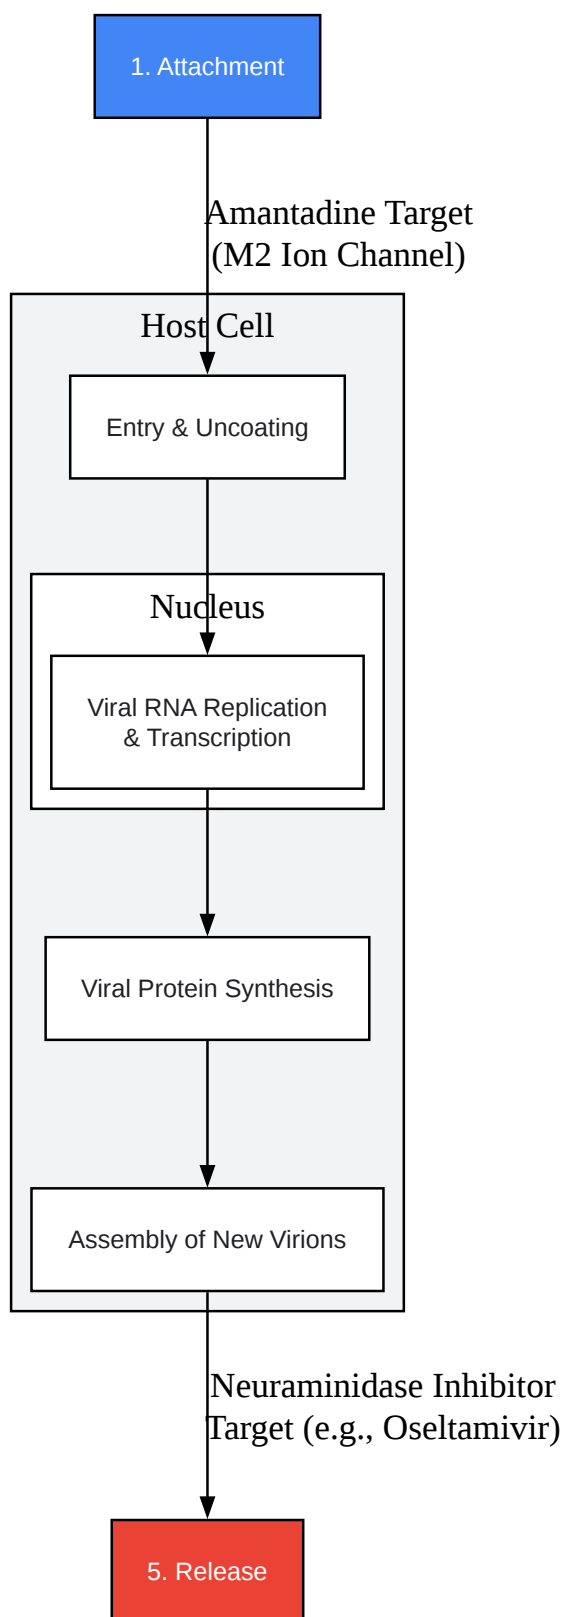 1. Attachment
Amantadine Target
(M2 Ion Channel)
Host Cell
Entry & Uncoating
Nucleus
Viral RNA Replication
& Transcription
Viral Protein Synthesis
Assembly of New Virions
Neuraminidase Inhibitor
Target (e.g., Oseltamivir)
5. Release